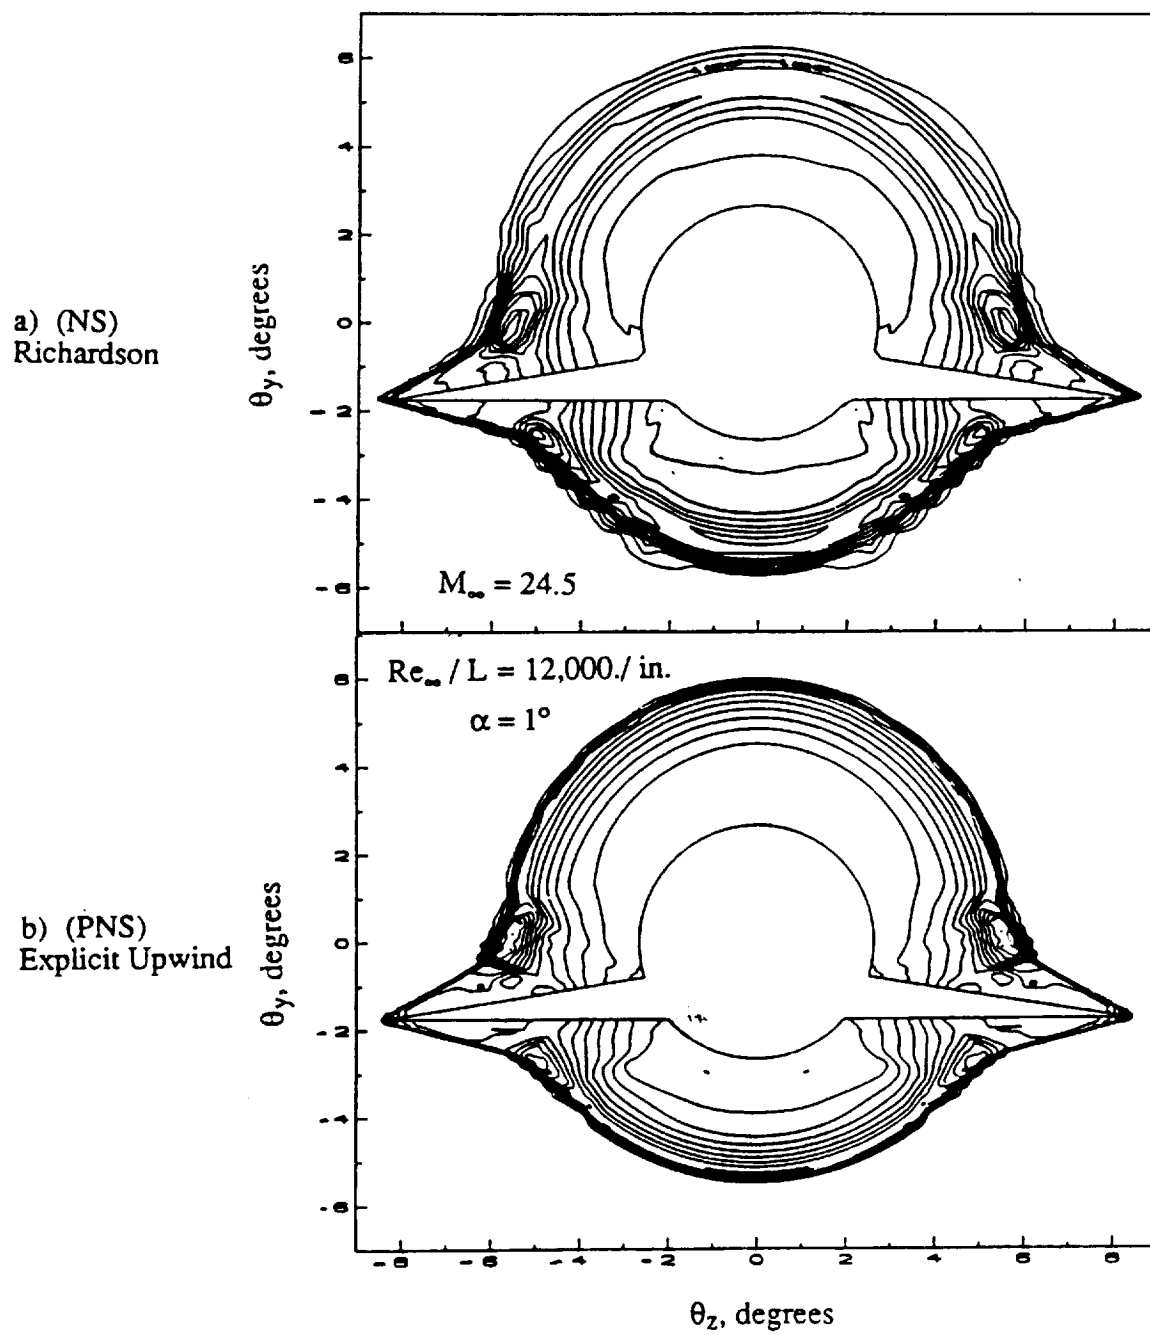 a) (NS)
Richardson
θy, degrees
6
4
2
0
-2
-4
-6
M∞ = 24.5
b) (PNS)
Explicit Upwind
θy, degrees
6
4
2
0
-2
-4
-6
Re∞ / L = 12,000./ in.
α = 1°
-8 -6 -4 -2 0 2 4 6 8
θz, degrees